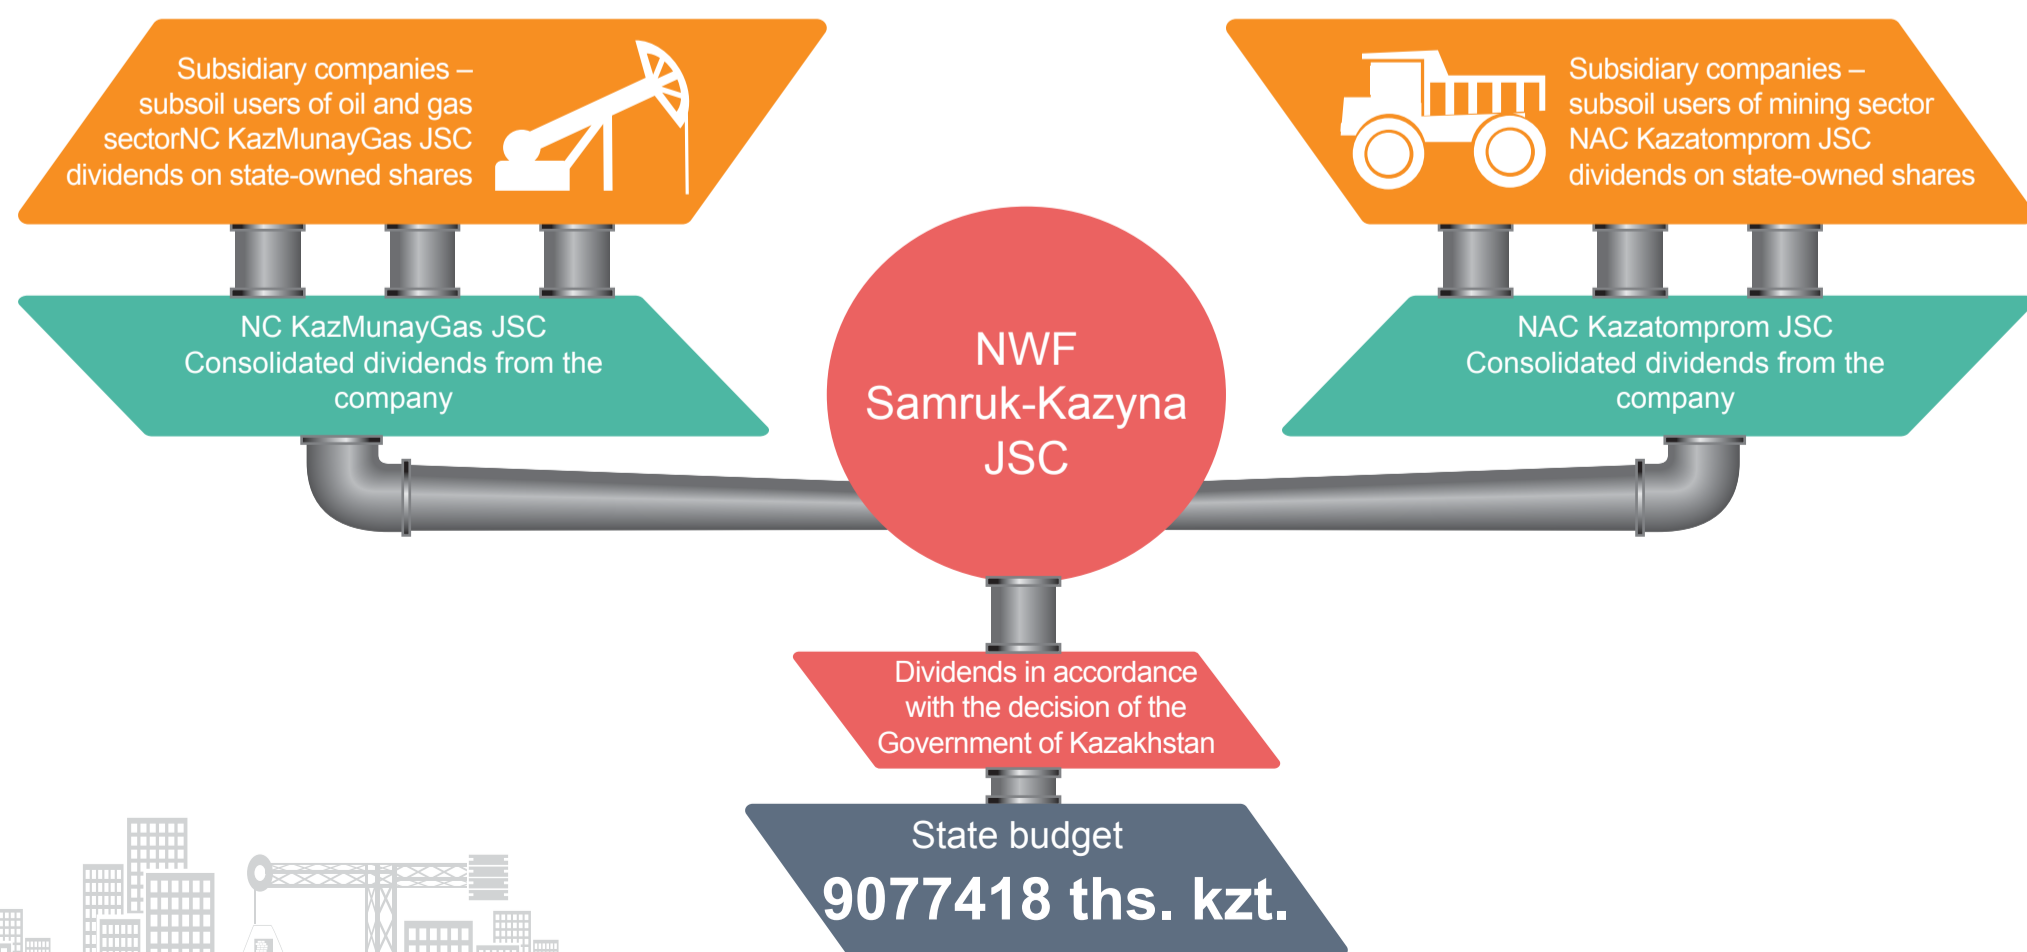 Subsidiary companies –
subsoil users of oil and gas
sectorNC KazMunayGas JSC
dividends on state-owned shares
Subsidiary companies –
subsoil users of mining sector
NAC Kazatomprom JSC
dividends on state-owned shares
NC KazMunayGas JSC
Consolidated dividends from the
company
NWF
Samruk-Kazyna
JSC
NAC Kazatomprom JSC
Consolidated dividends from the
company
Dividends in accordance
with the decision of the
Government of Kazakhstan
State budget
9077418 ths. kzt.